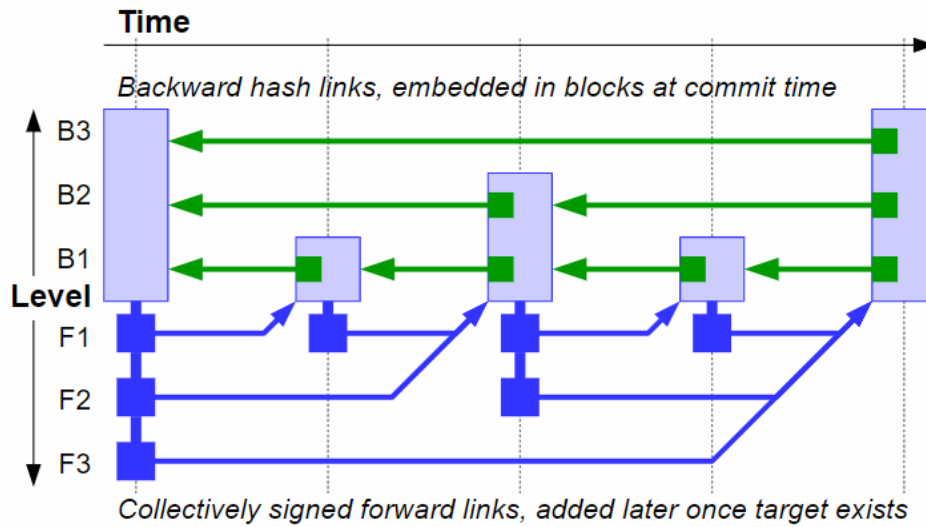 Time
Backward hash links, embedded in blocks at commit time
B3
B2
B1
Level
F1
F2
F3
Collectively signed forward links, added later once target exists